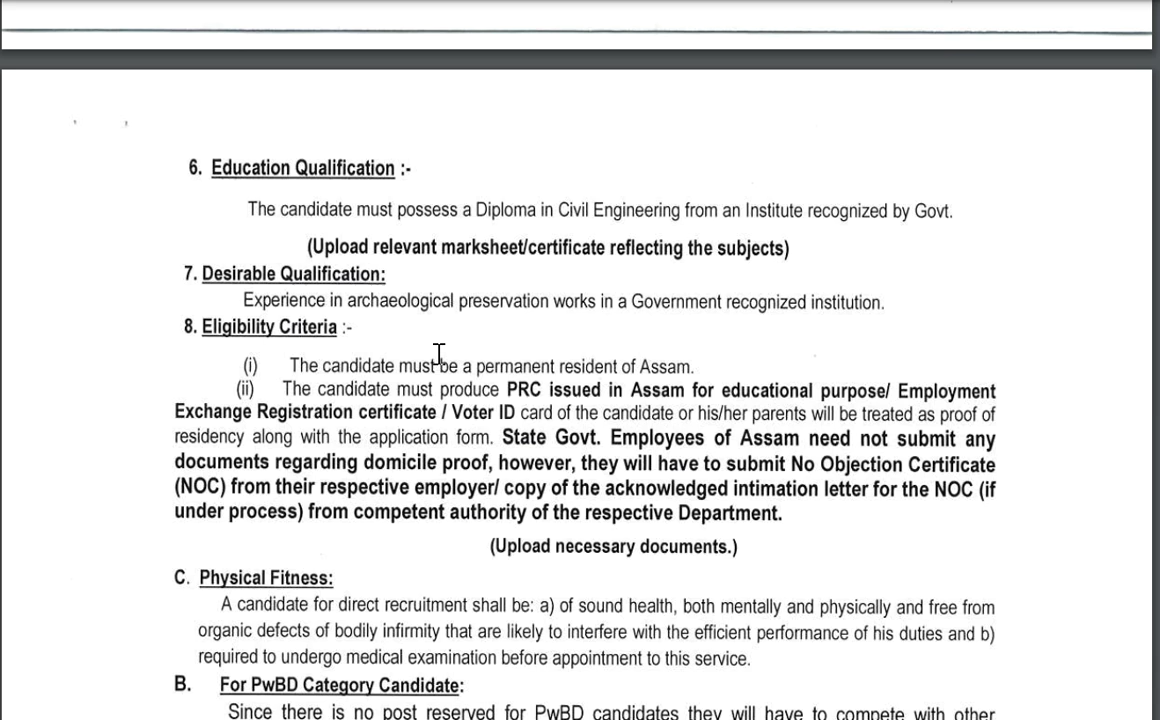 6. Education Qualification :-
The candidate must possess a Diploma in Civil Engineering from an Institute recognized by Govt.
(Upload relevant marksheet/certificate reflecting the subjects)
7. Desirable Qualification:
Experience in archaeological preservation works in a Government recognized institution.
8. Eligibility Criteria :-
(i) The candidate must be a permanent resident of Assam.
(ii) The candidate must produce PRC issued in Assam for educational purpose/ Employment
Exchange Registration certificate / Voter ID card of the candidate or his/her parents will be treated as proof of
residency along with the application form. State Govt. Employees of Assam need not submit any
documents regarding domicile proof, however, they will have to submit No Objection Certificate
(NOC) from their respective employer/ copy of the acknowledged intimation letter for the NOC (if
under process) from competent authority of the respective Department.
(Upload necessary documents.)
C. Physical Fitness:
A candidate for direct recruitment shall be: a) of sound health, both mentally and physically and free from
organic defects of bodily infirmity that are likely to interfere with the efficient performance of his duties and b)
required to undergo medical examination before appointment to this service.
B. For PwBD Category Candidate:
Since there is no post reserved for PwBD candidates they will have to compete with other